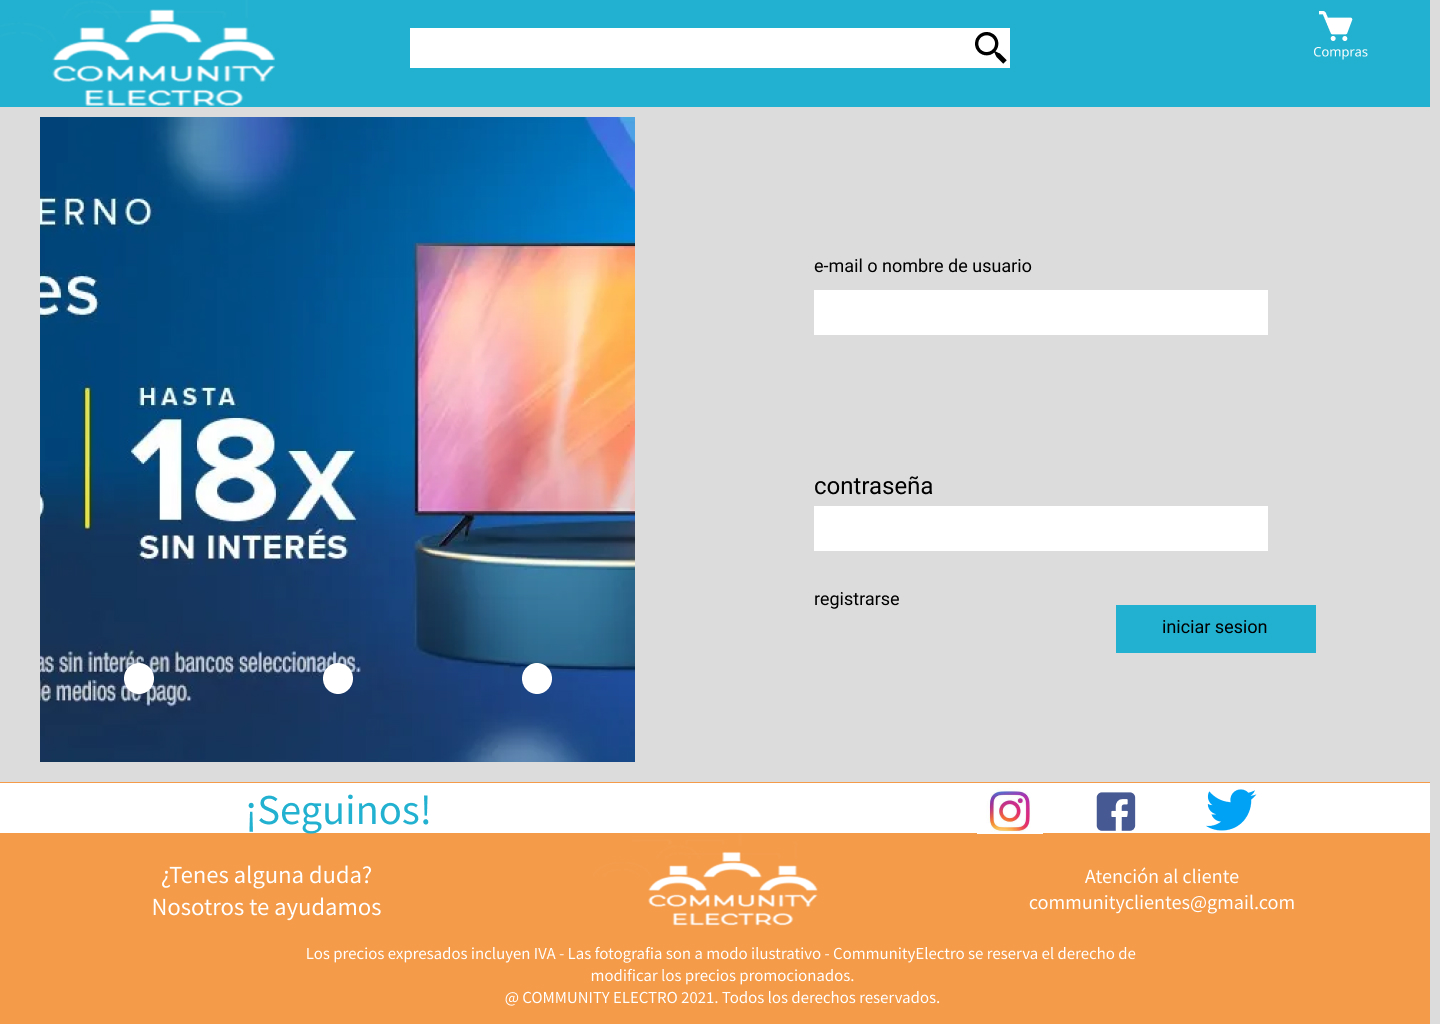 COMMUNITY
ELECTRO
Compras
ERNO
es
HASTA
18x
SIN INTERÉS
as sin interés en bancos seleccionados.
e medios de pago.
e-mail o nombre de usuario
contraseña
registrarse
iniciar sesion
¡Seguinos!
¿Tenes alguna duda?
Nosotros te ayudamos
COMMUNITY
ELECTRO
Atención al cliente
communityclientes@gmail.com
Los precios expresados incluyen IVA - Las fotografia son a modo ilustrativo - CommunityElectro se reserva el derecho de
modificar los precios promocionados.
@ COMMUNITY ELECTRO 2021. Todos los derechos reservados.